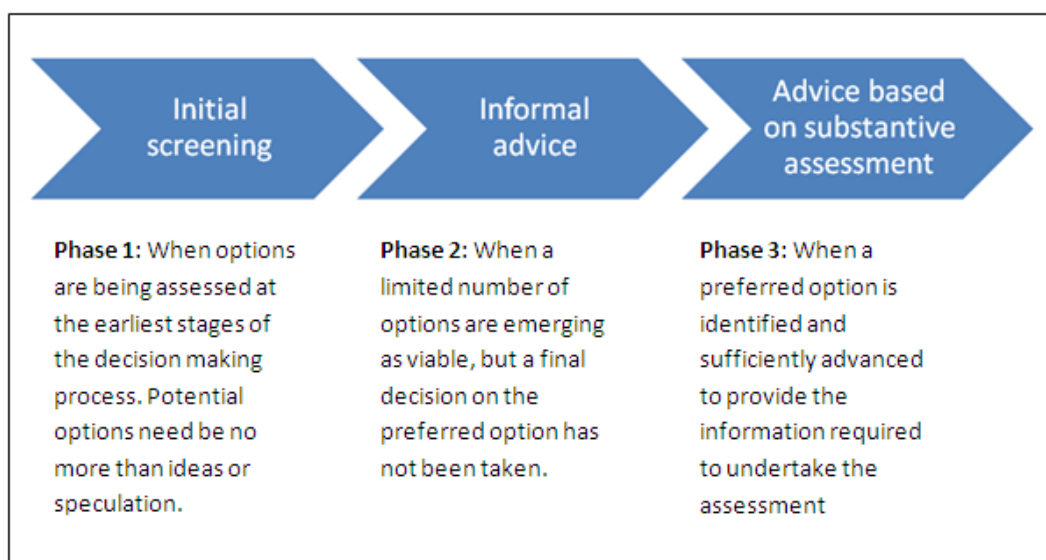 Initial
screening
Informal
advice
Advice based
on substantive
assessment
Phase 1: When options
are being assessed at
the earliest stages of
the decision making
process. Potential
options need be no
more than ideas or
speculation.
Phase 2: When a
limited number of
options are emerging
as viable, but a final
decision on the
preferred option has
not been taken.
Phase 3: When a
preferred option is
identified and
sufficiently advanced
to provide the
information required
to undertake the
assessment